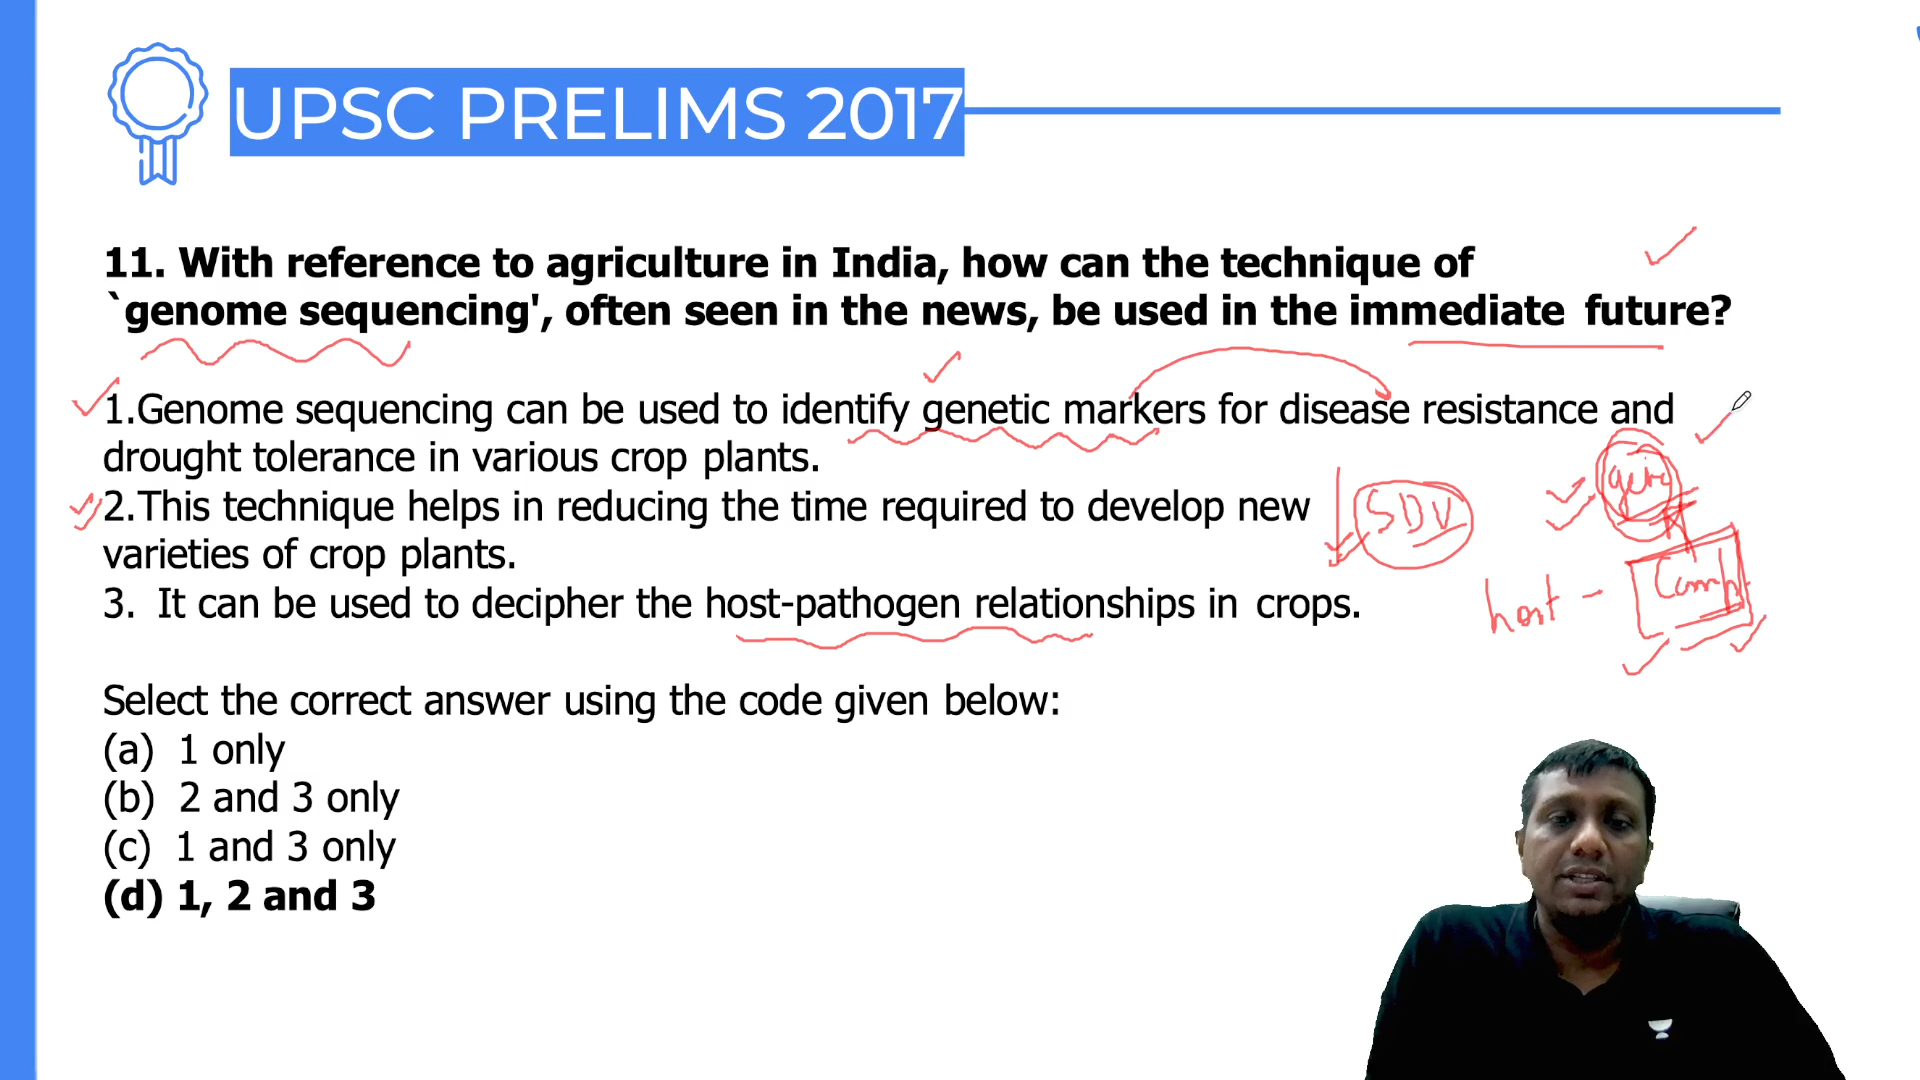 UPSC PRELIMS 2017
11. With reference to agriculture in India, how can the technique of
`genome sequencing', often seen in the news, be used in the immediate future?
1.Genome sequencing can be used to identify genetic markers for disease resistance and
drought tolerance in various crop plants.
2.This technique helps in reducing the time required to develop new
varieties of crop plants.
SDV
3. It can be used to decipher the host-pathogen relationships in crops.
host -
Select the correct answer using the code given below:
(a) 1 only
(b) 2 and 3 only
(c) 1 and 3 only
(d) 1, 2 and 3